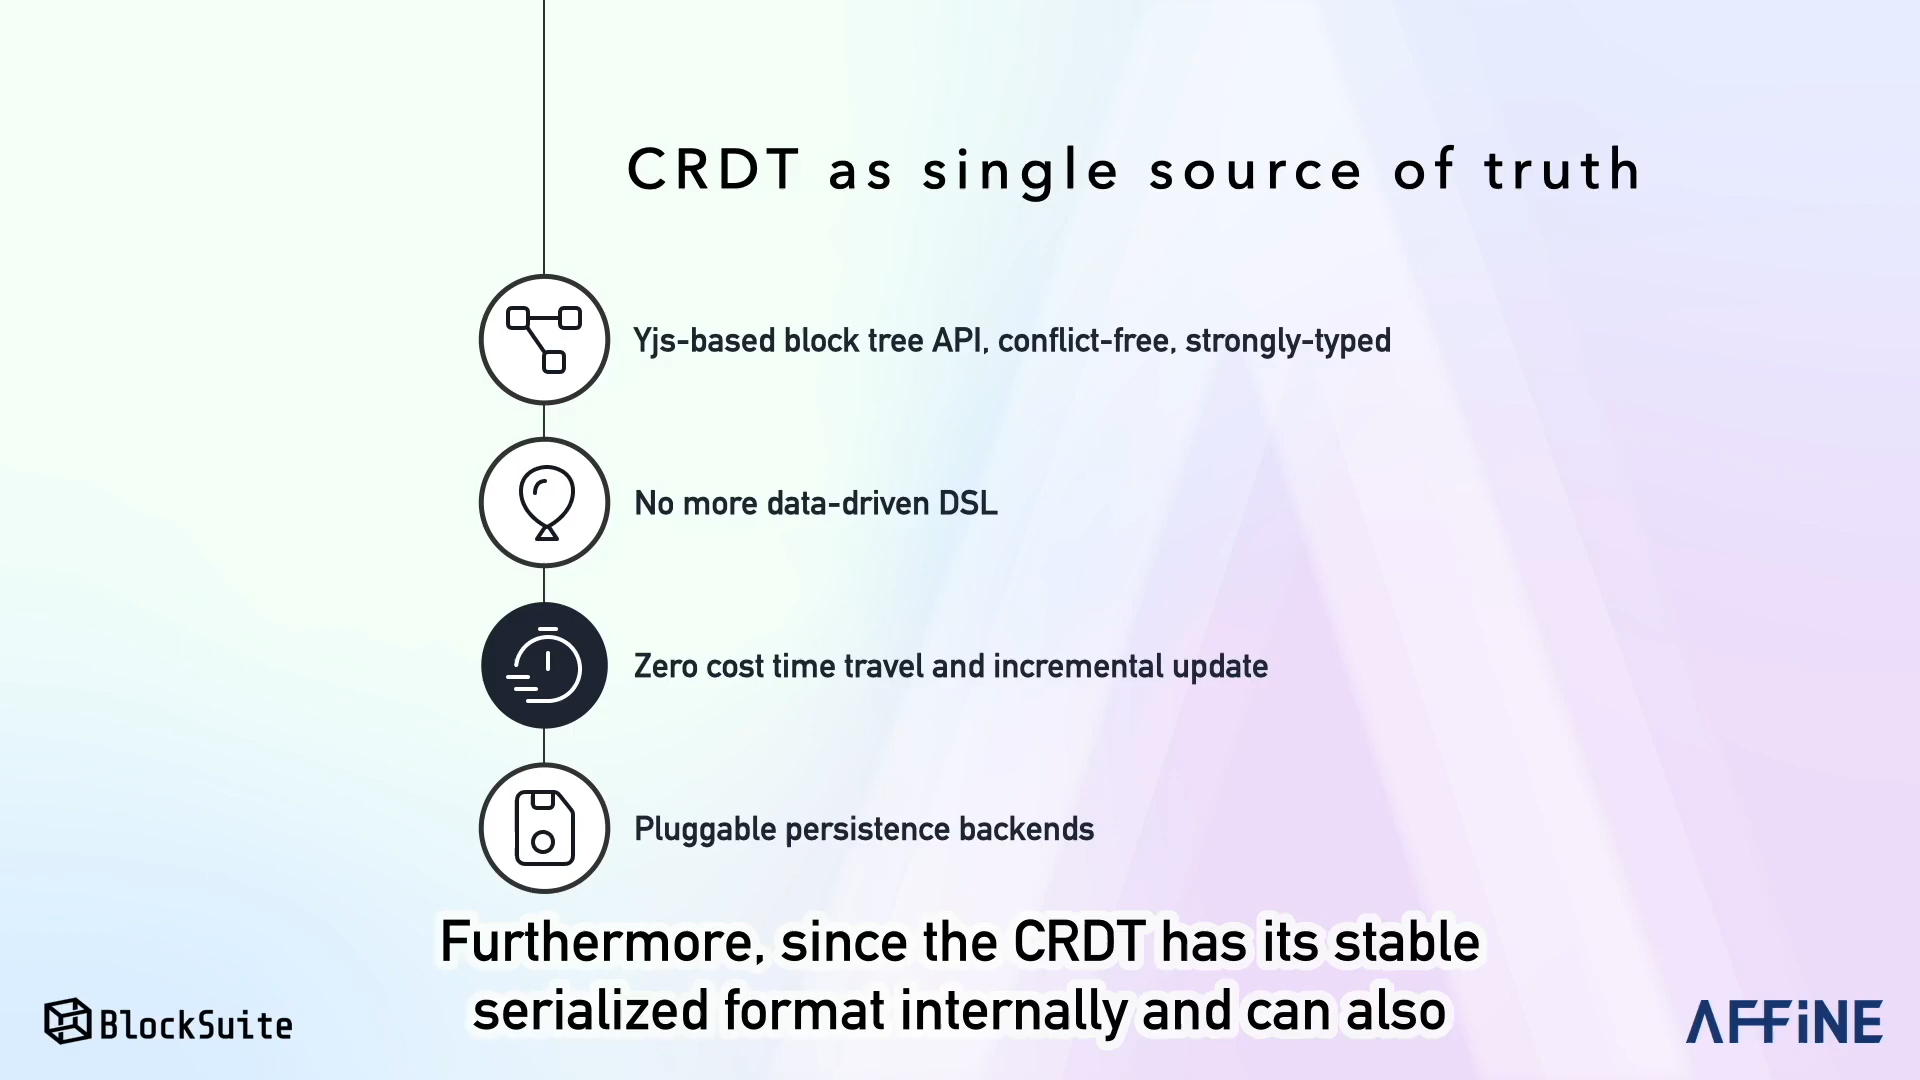 CRDT as single source of truth
Yjs-based block tree API, conflict-free, strongly-typed
No more data-driven DSL
Zero cost time travel and incremental update
Pluggable persistence backends
Furthermore, since the CRDT has its stable
serialized format internally and can also
BlockSuite
AFFiNE